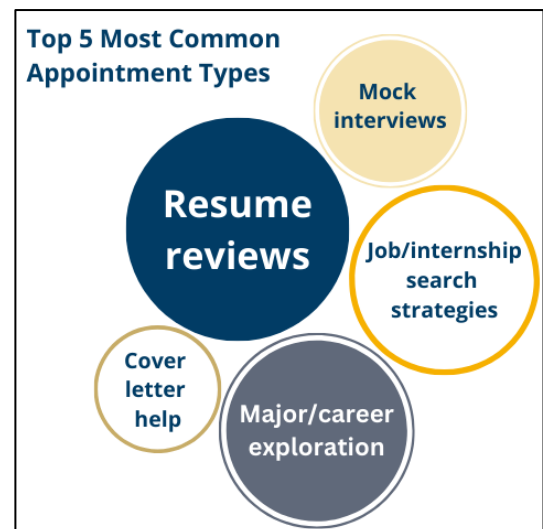 Top 5 Most Common
Appointment Types
Mock
interviews
Resume
reviews
Job/internship
search
strategies
Cover
letter
help
Major/career
exploration